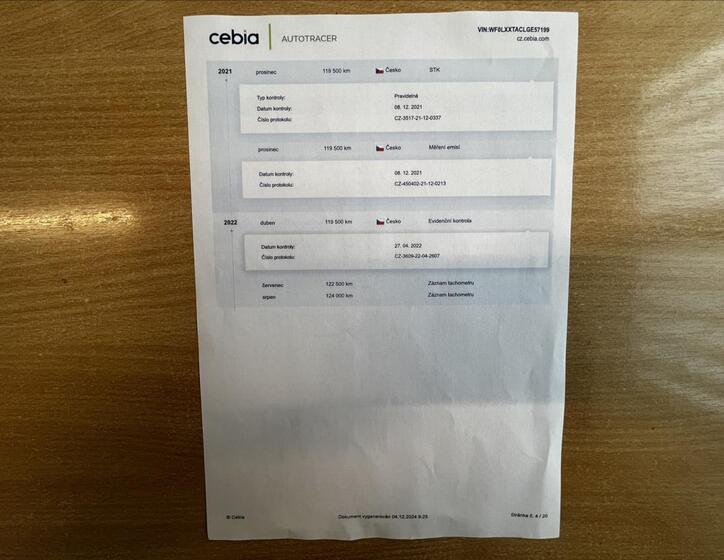 cebia AUTOTRACER VIN:WF0LXXTACLGE57199
cz.cebia.com
2021 prosinec 119 500 km Česko STK
Typ kontroly: Pravidelná
Datum kontroly: 08. 12. 2021
Číslo protokolu: CZ-3517-21-12-0337
prosinec 119 500 km Česko Měření emisí
Datum kontroly: 08. 12. 2021
Číslo protokolu: CZ-450402-21-12-0213
2022 duben 119 500 km Česko Evidenční kontrola
Datum kontroly: 27. 04. 2022
Číslo protokolu: CZ-3609-22-04-2607
červenec 122 500 km Záznam tachometru
srpen 124 000 km Záznam tachometru
© Cebia Dokument vygenerován 04.12.2024 9:25 Stránka č. 4 / 20